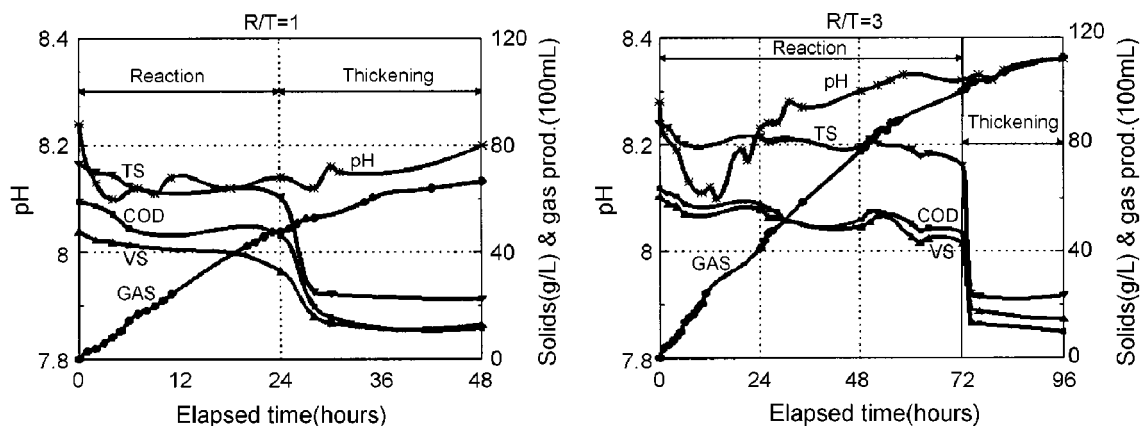 R/T=1
8.4
8.2
8
7.8
pH
Reaction
Thickening
TS
pH
COD
VS
GAS
120
80
40
0
Solids(g/L) & gas prod.(100mL)
0 12 24 36 48
Elapsed time(hours)
R/T=3
8.4
8.2
8
7.8
pH
Reaction
pH
TS
Thickening
COD
VS
GAS
120
80
40
0
Solids(g/L) & gas prod.(100mL)
0 24 48 72 96
Elapsed time(hours)